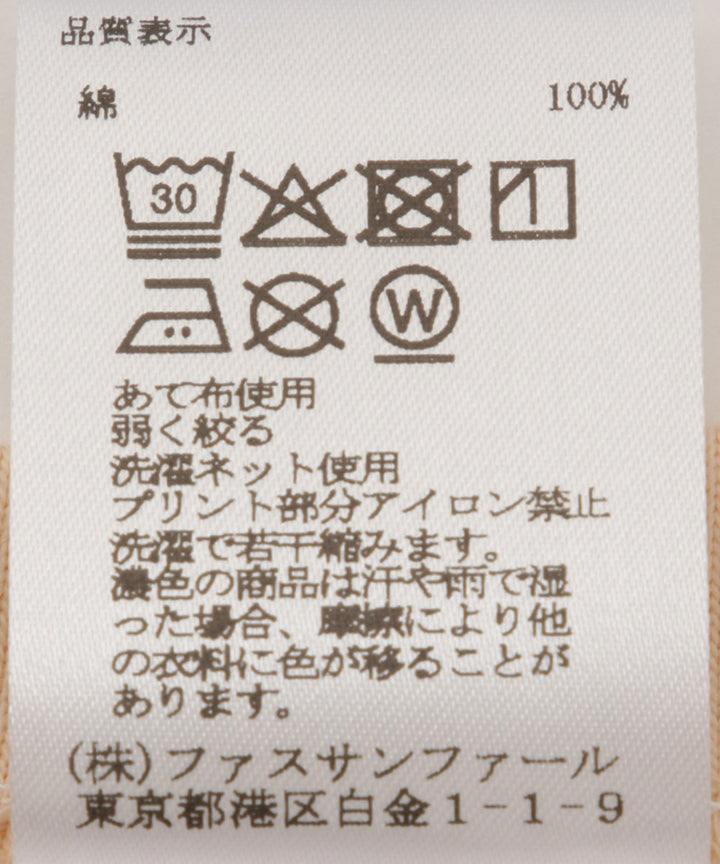 品質表示
綿 100%
30
W
あて布使用
弱く絞る
洗濯ネット使用
プリント部分アイロン禁止
洗濯で若干縮みます。
濃色の商品は汗や雨で湿
った場合、摩擦により他
の衣料に色が移ることが
あります。
(株)ファスサンファール
東京都港区白金1-1-9